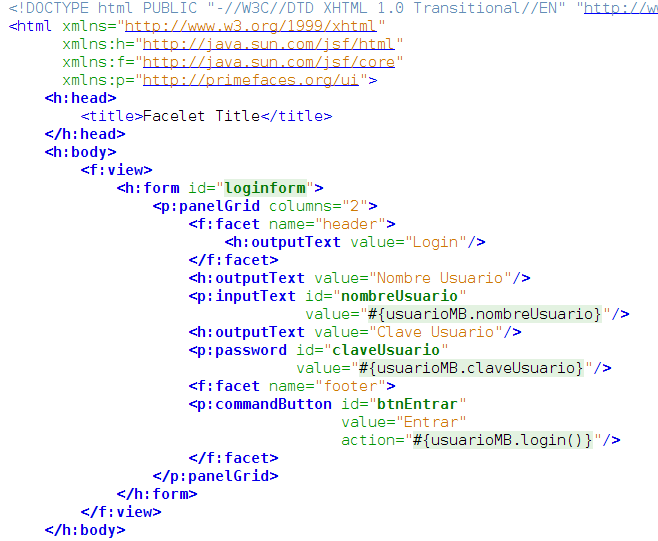 <!DOCTYPE html PUBLIC "-//W3C//DTD XHTML 1.0 Transitional//EN" "http://w
<html xmlns="http://www.w3.org/1999/xhtml"
      xmlns:h="http://java.sun.com/jsf/html"
      xmlns:f="http://java.sun.com/jsf/core"
      xmlns:p="http://primefaces.org/ui">
    <h:head>
        <title>Facelet Title</title>
    </h:head>
    <h:body>
        <f:view>
            <h:form id="loginform">
                <p:panelGrid columns="2">
                    <f:facet name="header">
                        <h:outputText value="Login"/>
                    </f:facet>
                    <h:outputText value="Nombre Usuario"/>
                    <p:inputText id="nombreUsuario"
                                 value="#{usuarioMB.nombreUsuario}"/>
                    <h:outputText value="Clave Usuario"/>
                    <p:password id="claveUsuario"
                                value="#{usuarioMB.claveUsuario}"/>
                    <f:facet name="footer">
                    <p:commandButton id="btnEntrar"
                                     value="Entrar"
                                     action="#{usuarioMB.login()}"/>
                    </f:facet>
                </p:panelGrid>
            </h:form>
        </f:view>
    </h:body>